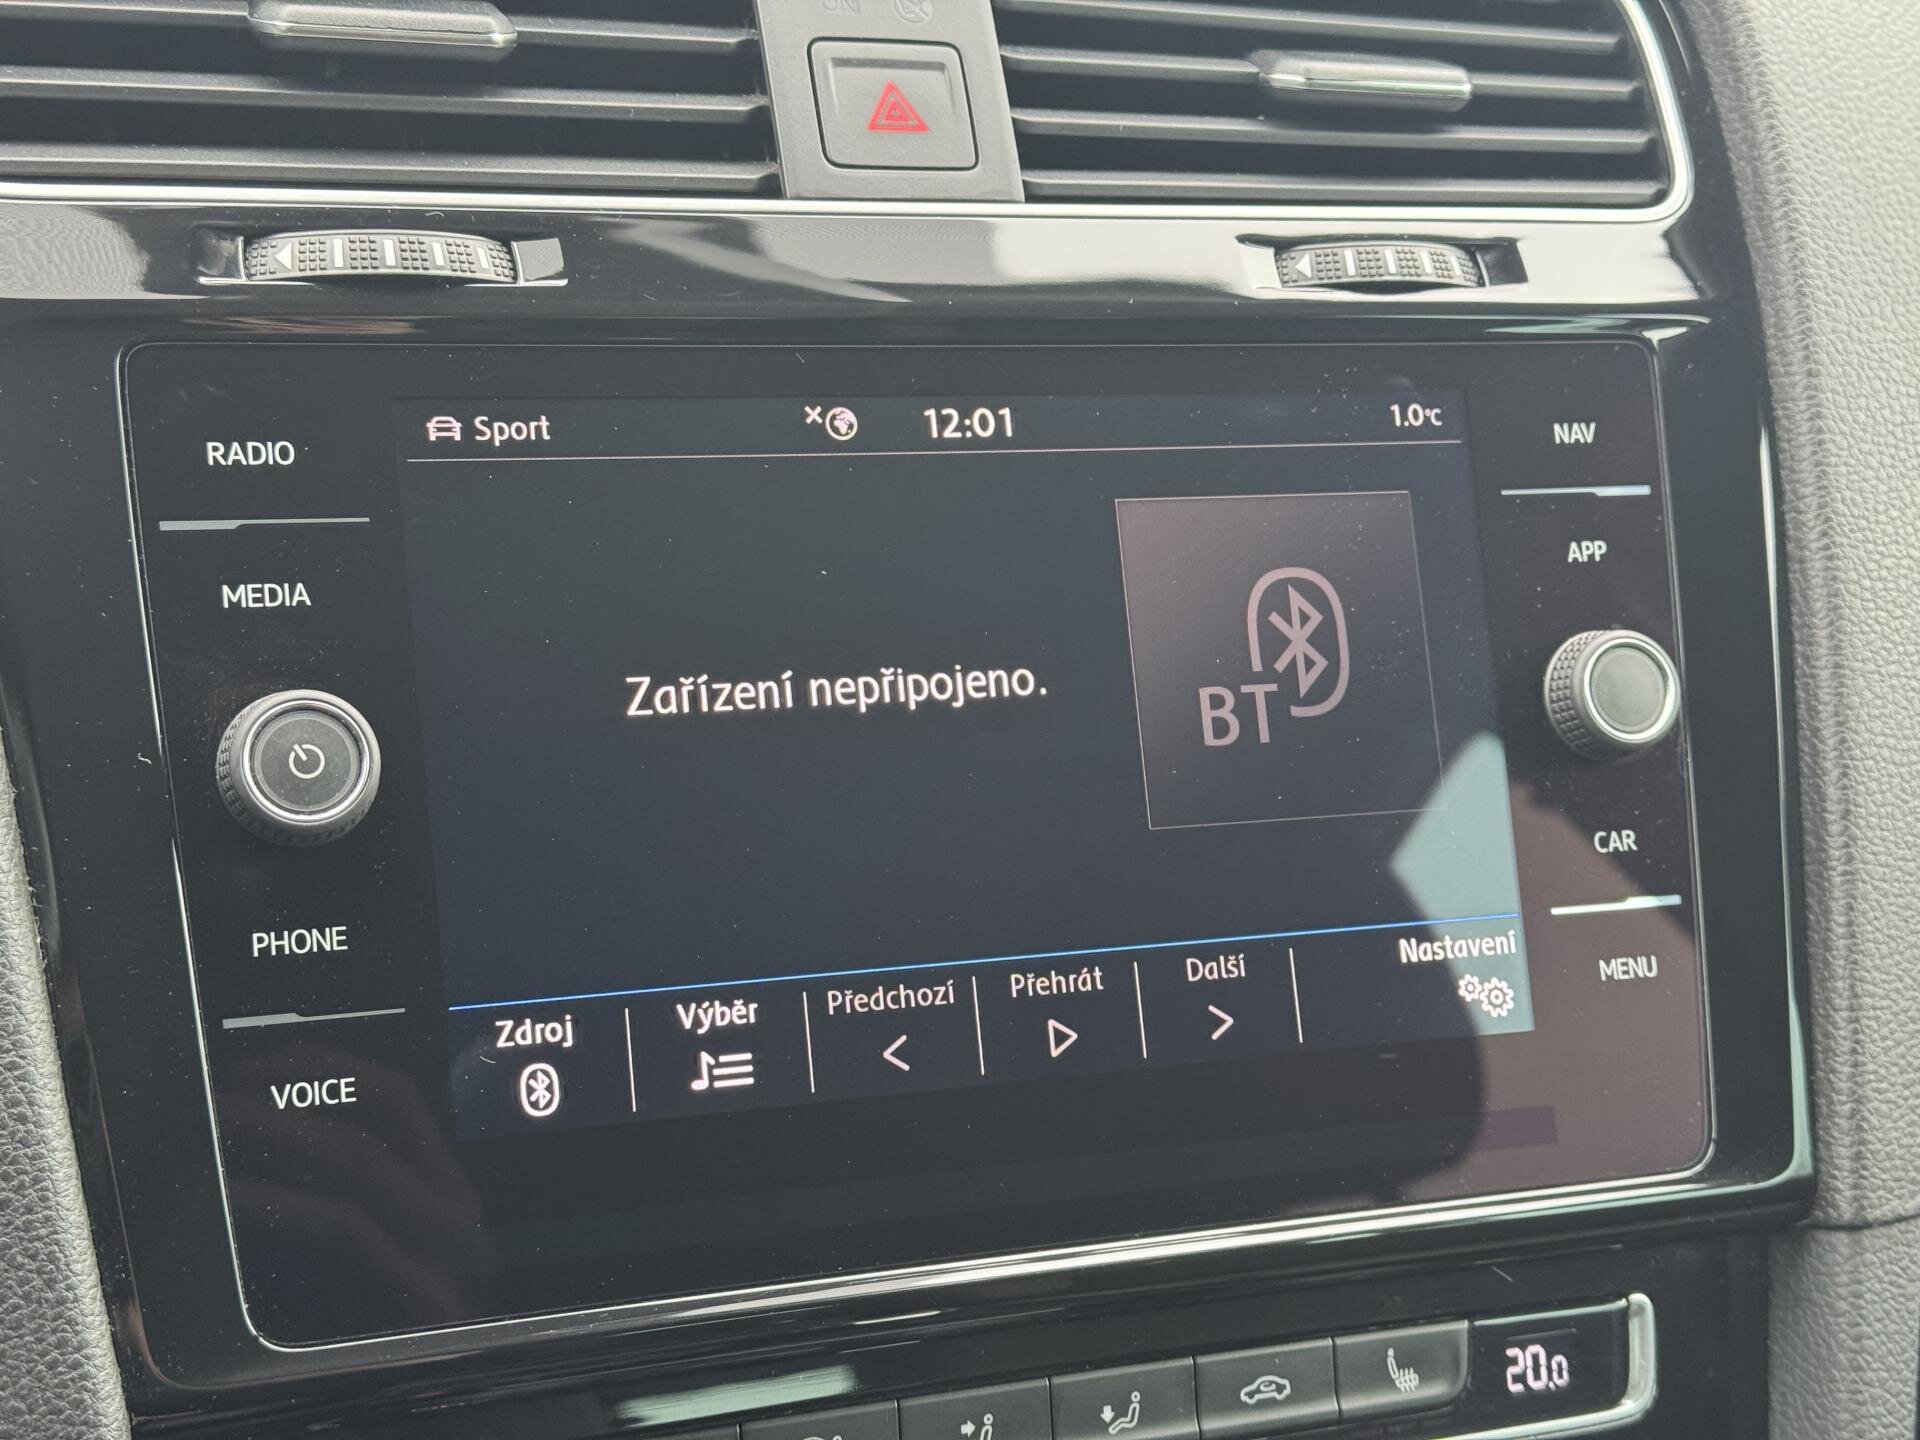 RADIO
MEDIA
PHONE
VOICE
Sport
12:01
1.0°C
Zařízení nepřipojeno.
BT
Zdroj
Výběr
Předchozí
Přehrát
Další
Nastavení
NAV
APP
CAR
MENU
20.0